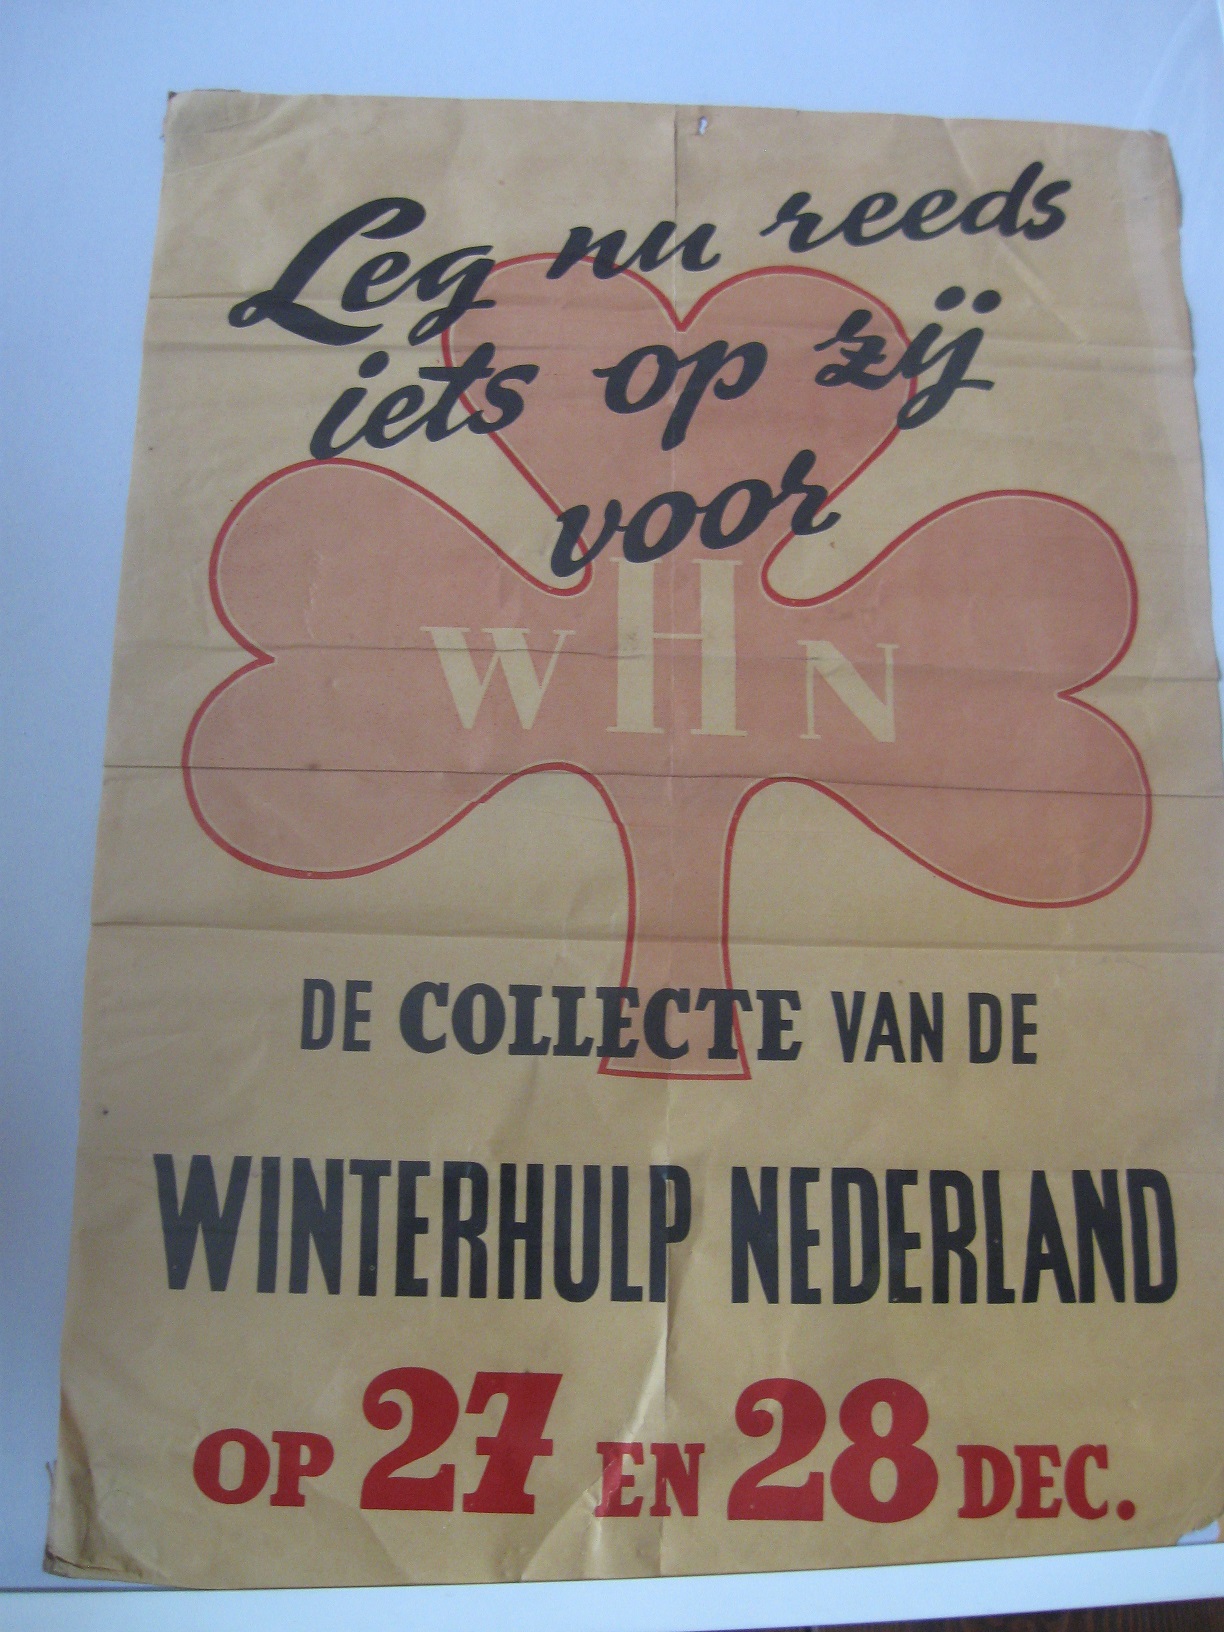 Leg nu reeds
iets op zij
voor
WHN
DE COLLECTE VAN DE
WINTERHULP NEDERLAND
OP 27 EN 28 DEC.